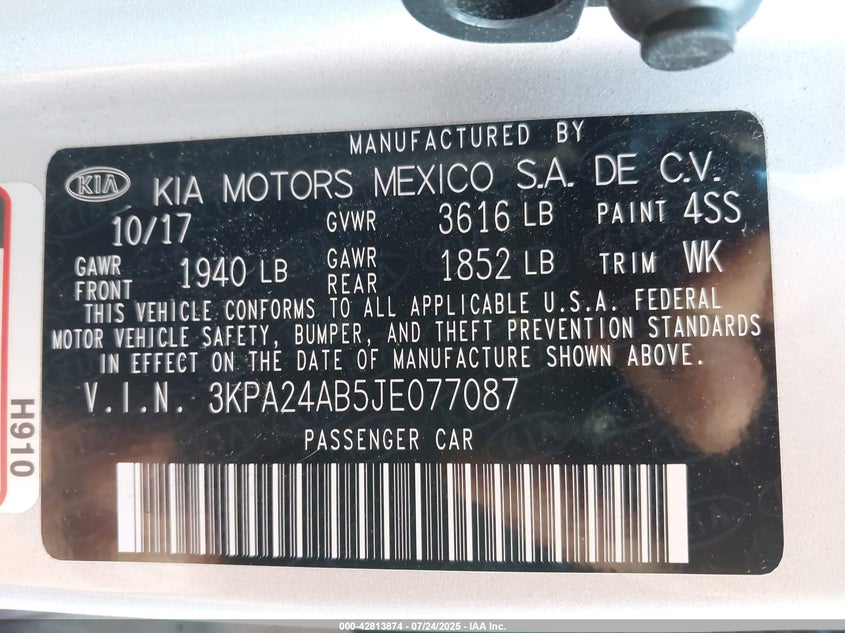 MANUFACTURED BY
KIA KIA MOTORS MEXICO S.A. DE C.V.
10/17 GVWR 3616 LB PAINT 4SS
GAWR FRONT 1940 LB GAWR REAR 1852 LB TRIM WK
THIS VEHICLE CONFORMS TO ALL APPLICABLE U.S.A. FEDERAL
MOTOR VEHICLE SAFETY, BUMPER, AND THEFT PREVENTION STANDARDS
IN EFFECT ON THE DATE OF MANUFACTURE SHOWN ABOVE.
V.I.N. 3KPA24AB5JE077087
PASSENGER CAR
H910
000-42813874 / 07/24/2025 - IAA Inc.